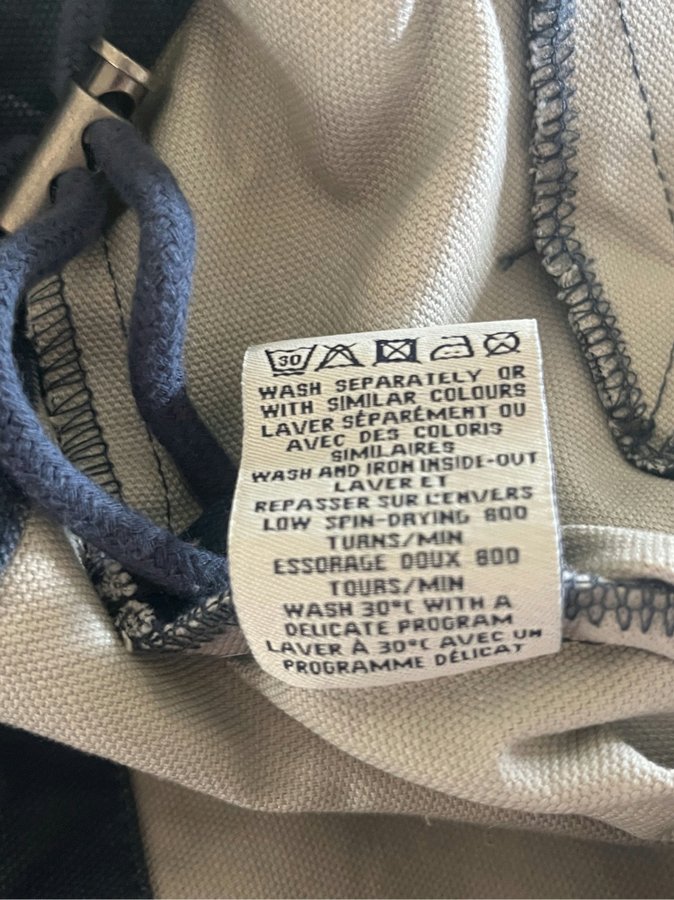 30
WASH SEPARATELY OR
WITH SIMILAR COLOURS
LAVER SÉPARÉMENT OU
AVEC DES COLORIS
SIMILAIRES
WASH AND IRON INSIDE-OUT
LAVER ET
REPASSER SUR L'ENVERS
LOW SPIN-DRYING 800
TURNS/MIN
ESSORAGE DOUX 800
TOURS/MIN
WASH 30°C WITH A
DELICATE PROGRAM
LAVER À 30°C AVEC UN
PROGRAMME DÉLICAT